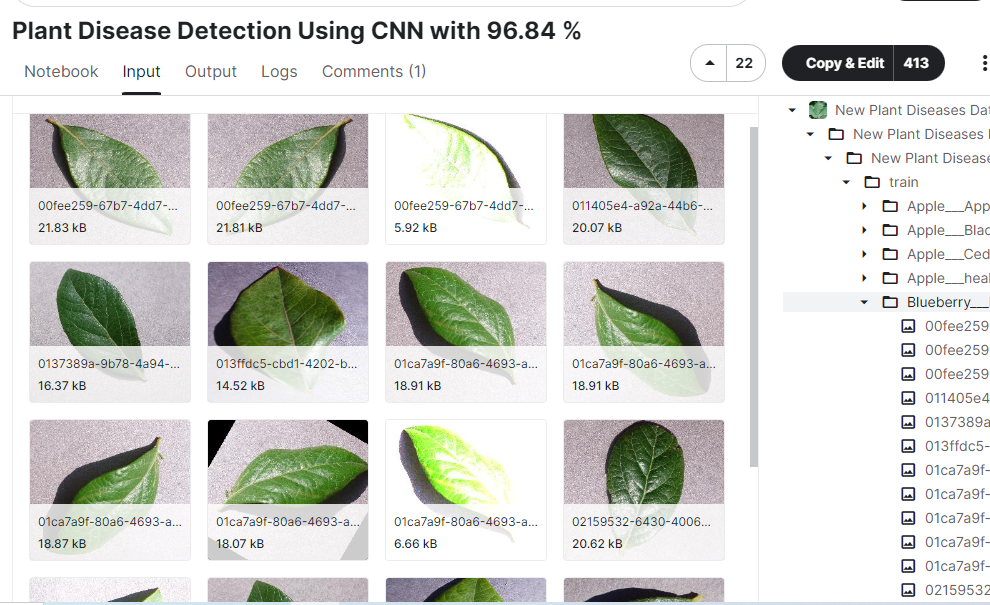 Plant Disease Detection Using CNN with 96.84 %
Notebook Input Output Logs Comments (1)
22
Copy & Edit 413
00fee259-67b7-4dd7-...
21.83 kB
00fee259-67b7-4dd7-...
21.81 kB
00fee259-67b7-4dd7-...
5.92 kB
011405e4-a92a-44b6-...
20.07 kB
0137389a-9b78-4a94-...
16.37 kB
013ffdc5-cbd1-4202-b...
14.52 kB
01ca7a9f-80a6-4693-a...
18.91 kB
01ca7a9f-80a6-4693-a...
18.91 kB
01ca7a9f-80a6-4693-a...
18.87 kB
01ca7a9f-80a6-4693-a...
18.07 kB
01ca7a9f-80a6-4693-a...
6.66 kB
02159532-6430-4006...
20.62 kB
New Plant Diseases Dat
New Plant Diseases
New Plant Disease
train
Apple___App
Apple___Blac
Apple___Ced
Apple___heal
Blueberry___
00fee259
00fee259
00fee259
011405e4
0137389a
013ffdc5-
01ca7a9f-
01ca7a9f-
01ca7a9f-
01ca7a9f-
01ca7a9f-
02159532